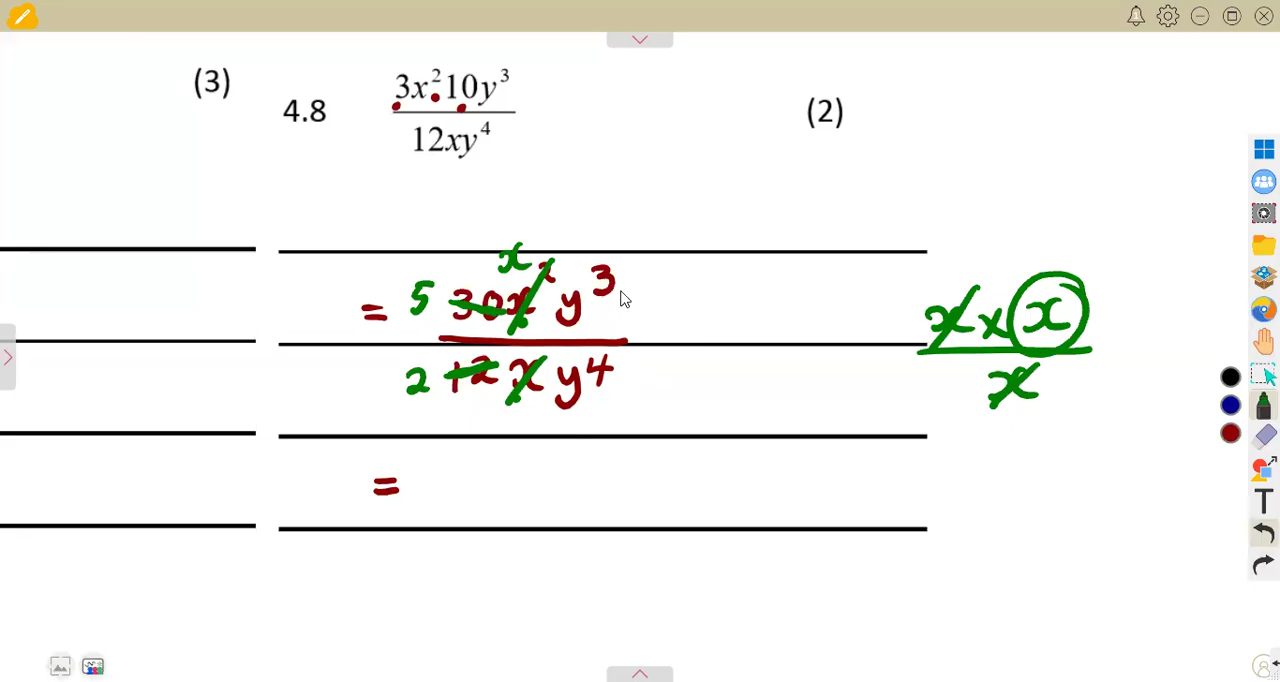 (3)
4.8 3x²10y³ (2)
12xy⁴
x
= 5 30x² y³
2 12 x y⁴
x × x
x
=
T